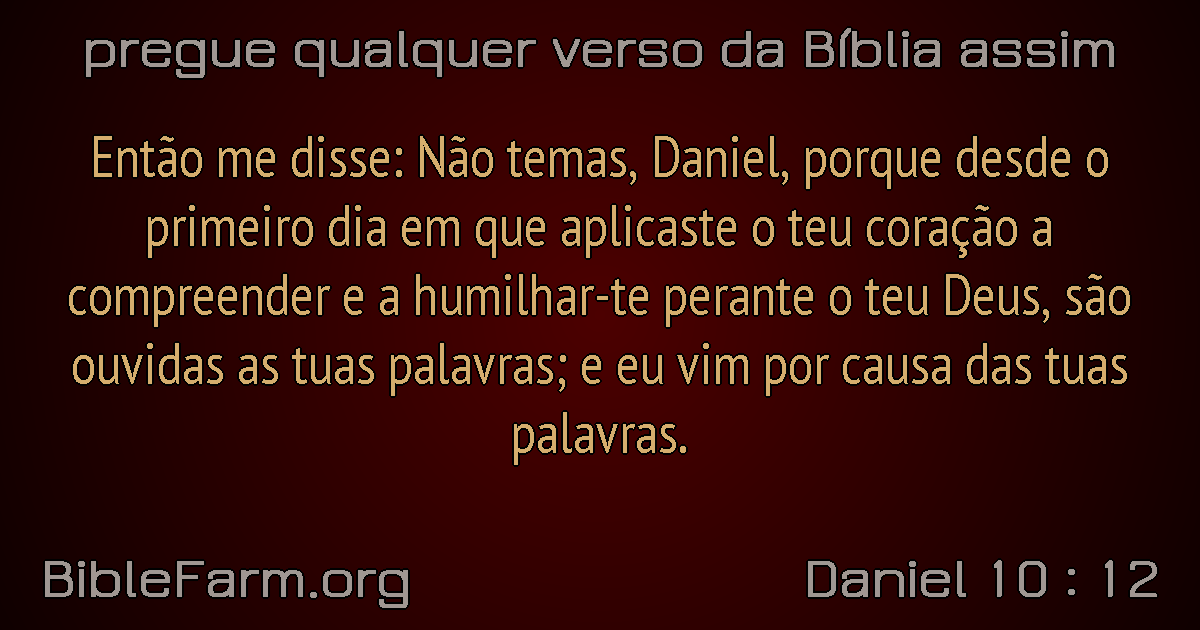 pregue qualquer verso da Bíblia assim
Então me disse: Não temas, Daniel, porque desde o
primeiro dia em que aplicaste o teu coração a
compreender e a humilhar-te perante o teu Deus, são
ouvidas as tuas palavras; e eu vim por causa das tuas
palavras.
BibleFarm.org
Daniel 10 : 12